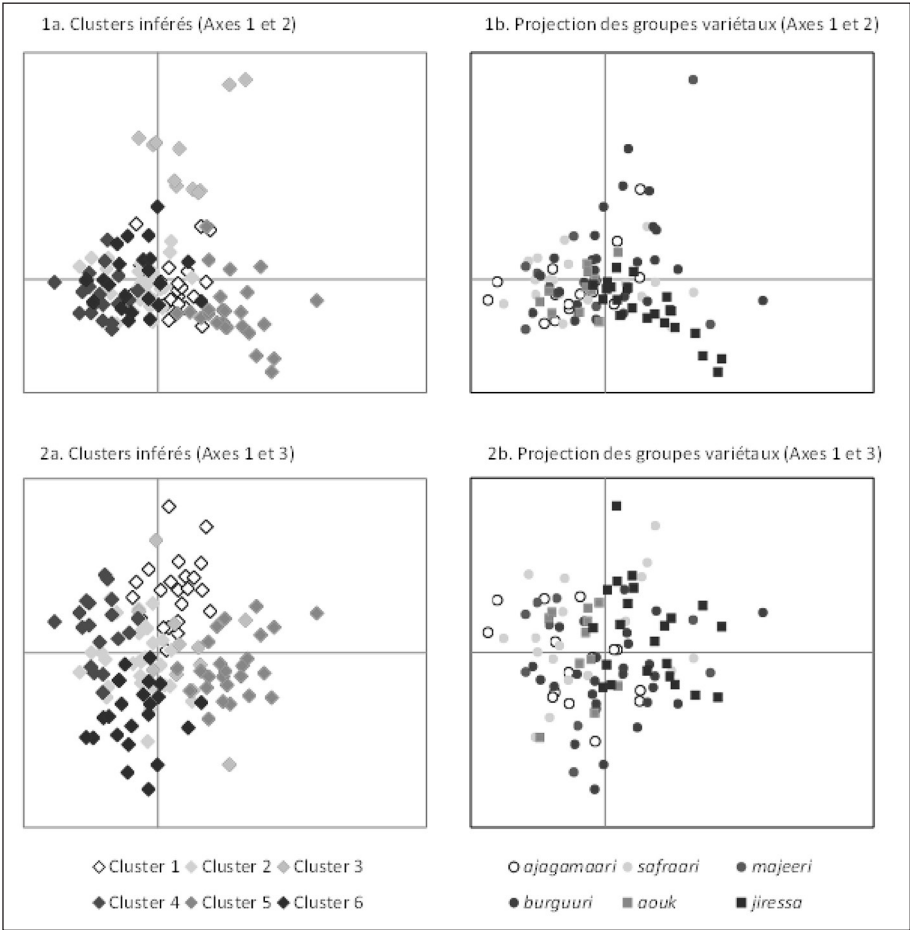 1a. Clusters inférés (Axes 1 et 2)
1b. Projection des groupes variétaux (Axes 1 et 2)
2a. Clusters inférés (Axes 1 et 3)
2b. Projection des groupes variétaux (Axes 1 et 3)
Cluster 1 Cluster 2 Cluster 3
Cluster 4 Cluster 5 Cluster 6
ajagamaari safraari majeeri
burguuri aouk jiressa